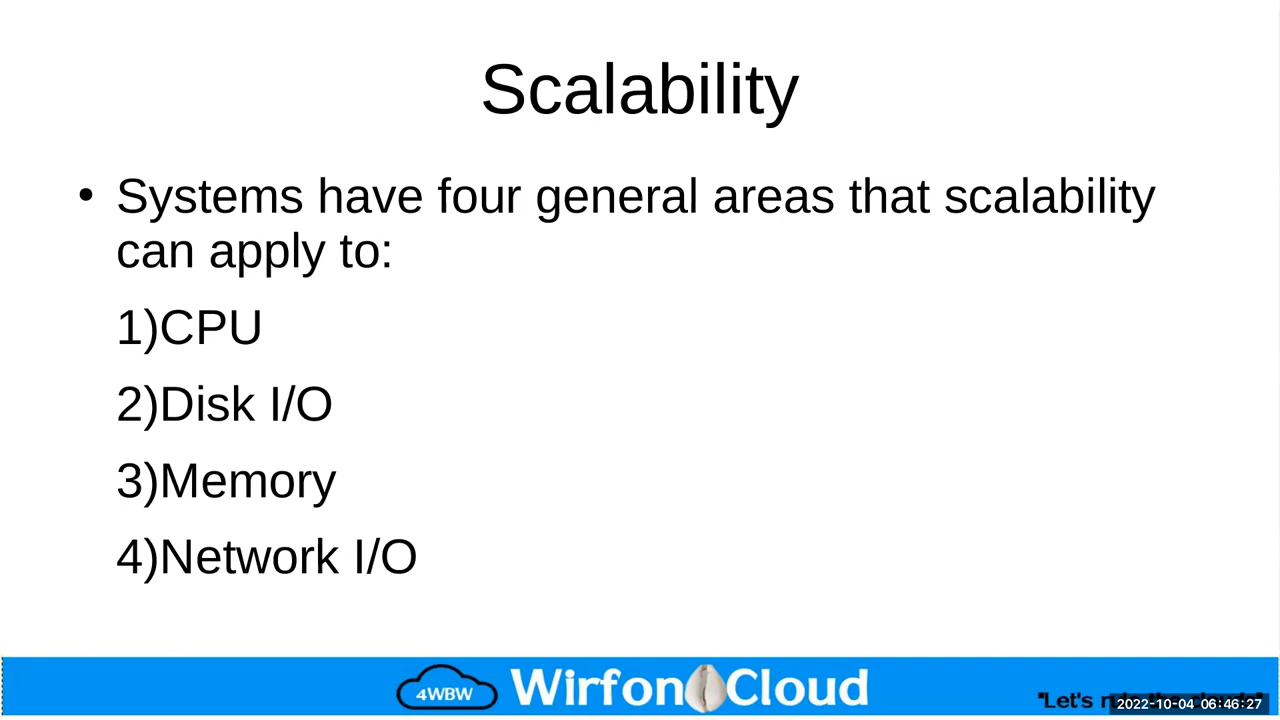 Scalability
• Systems have four general areas that scalability
can apply to:
1)CPU
2)Disk I/O
3)Memory
4)Network I/O
4WBW
Wirfon Cloud
"Let's
2022-10-04 06:46:27